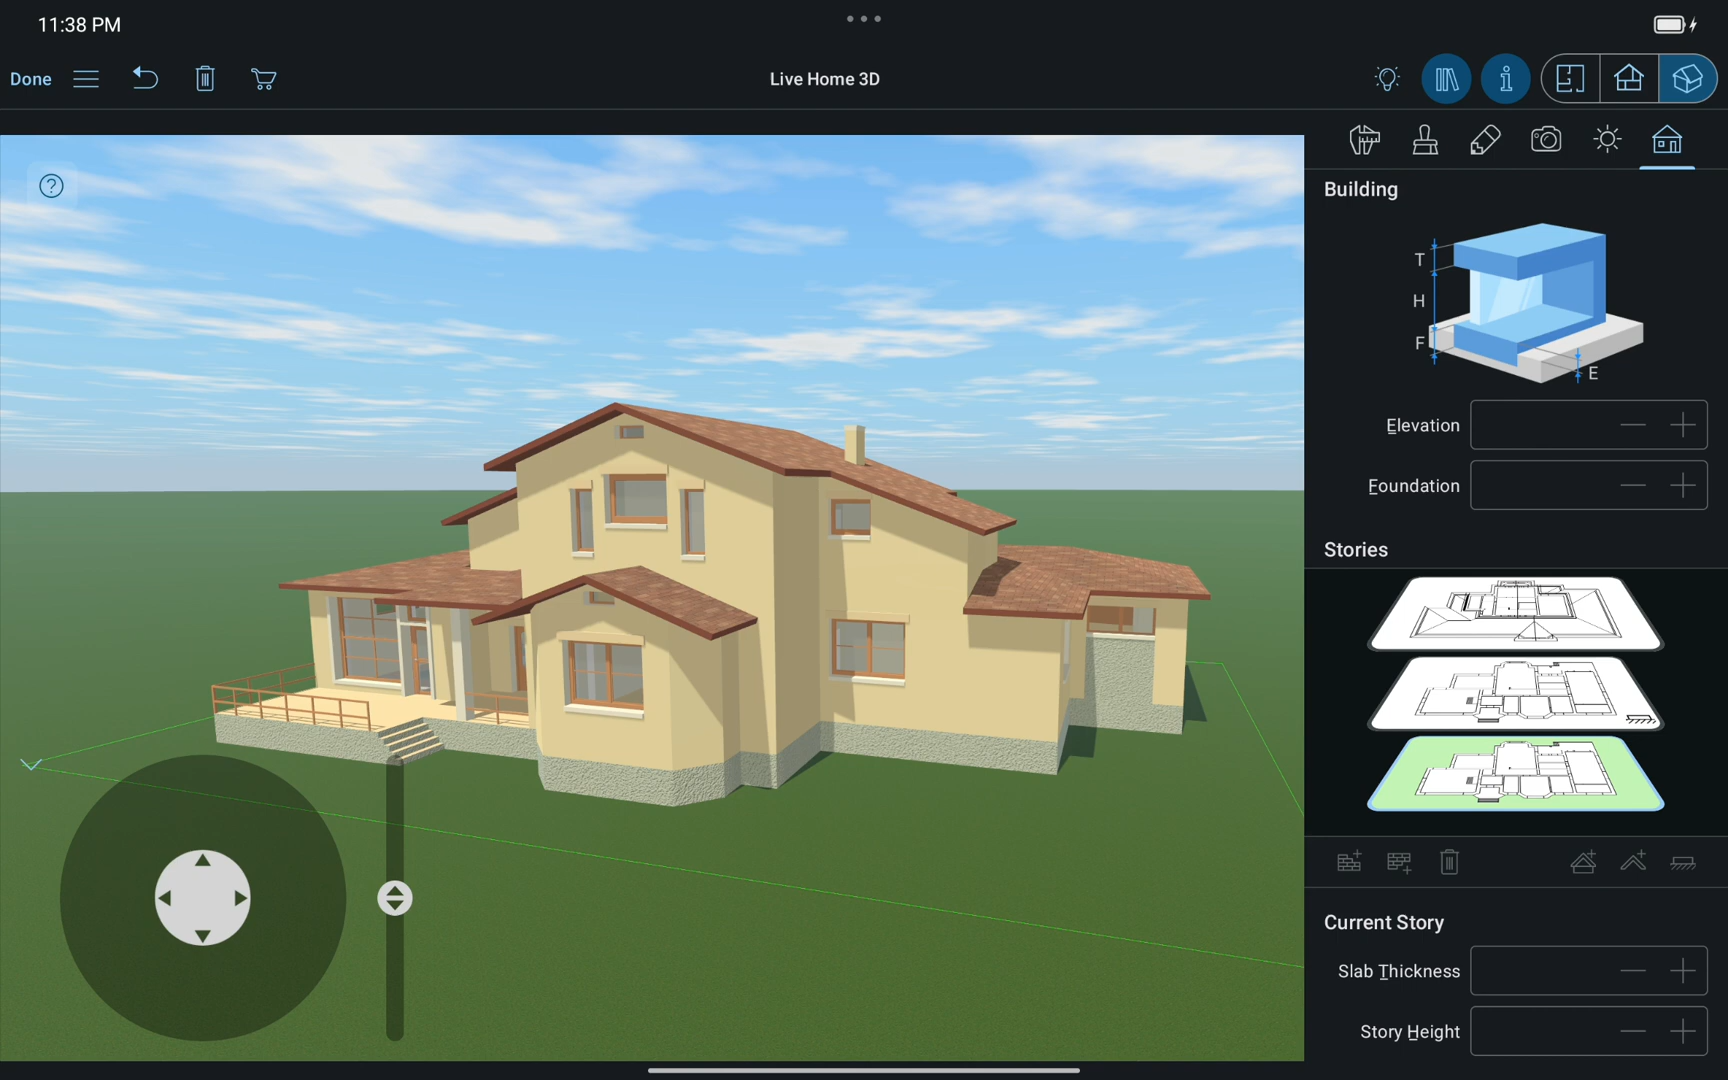 11:38 PM
Done
Live Home 3D
Building
T
H
F
E
Elevation
Foundation
Stories
Current Story
Slab Thickness
Story Height